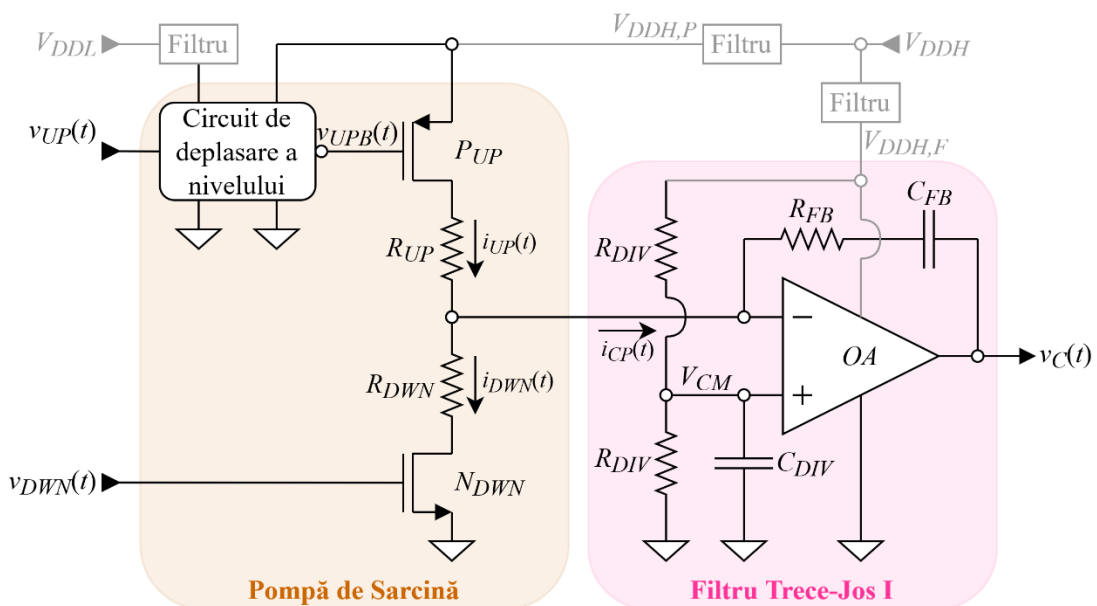 V_DDL
Filtru
V_DDH,P
Filtru
V_DDH
Filtru
V_DDH,F
v_UP(t)
Circuit de
deplasare a
nivelului
v_UPB(t)
P_UP
R_UP
i_UP(t)
R_DIV
R_FB
C_FB
i_CP(t)
−
OA
v_C(t)
R_DWN
i_DWN(t)
V_CM
+
R_DIV
C_DIV
v_DWN(t)
N_DWN
Pompă de Sarcină
Filtru Trece-Jos I